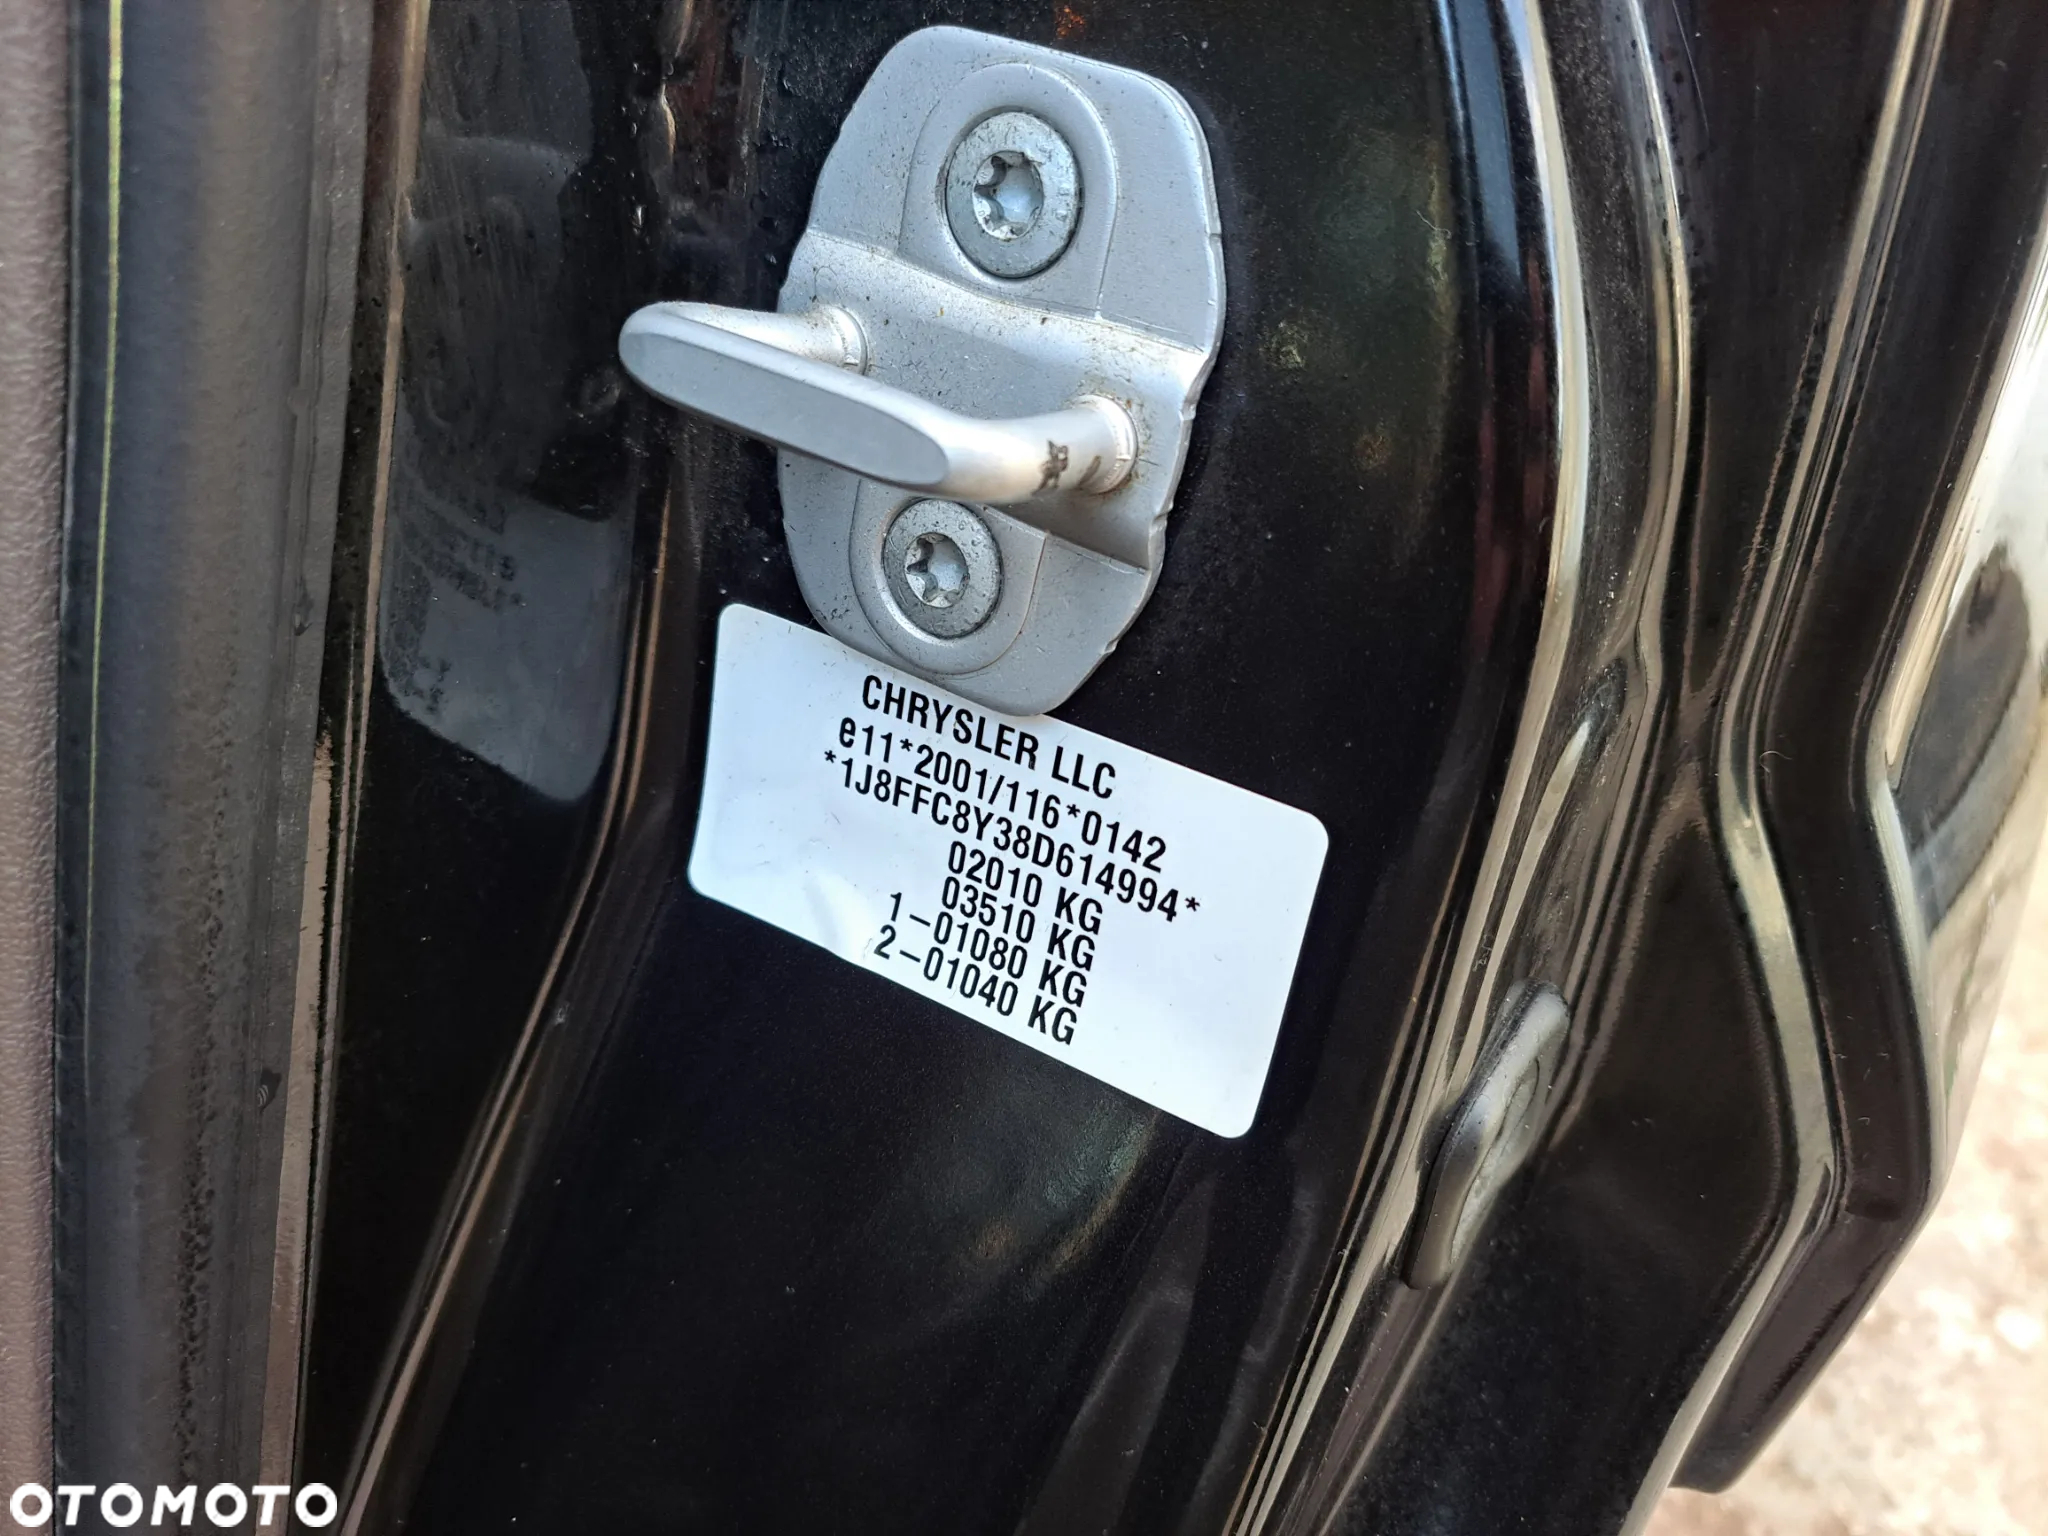 CHRYSLER LLC
e11*2001/116*0142
*1J8FFC8Y38D614994*
02010 KG
03510 KG
1-01080 KG
2-01040 KG
OTOMOTO